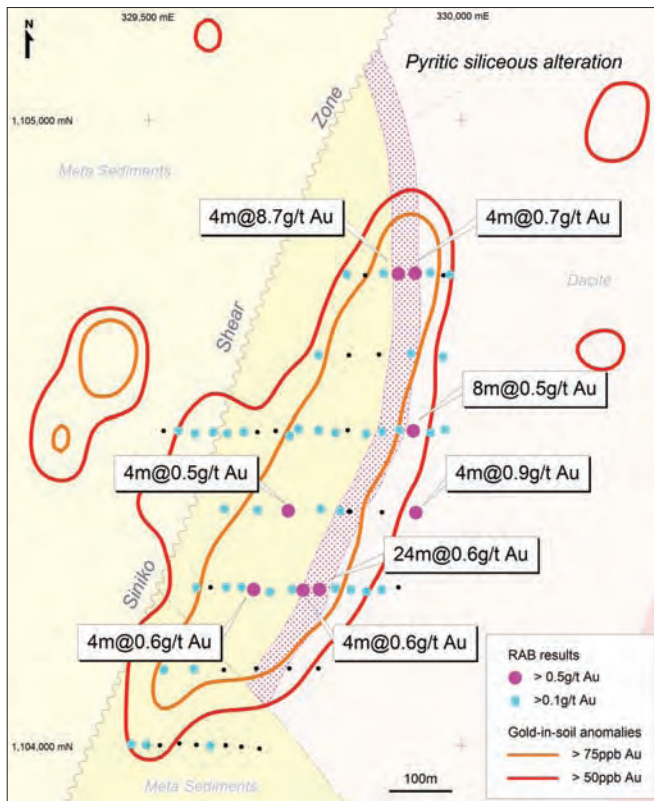 329,500 mE
330,000 mE
N
Pyritic siliceous alteration
Zone
1,105,000 mN
Meta Sediments
4m@8.7g/t Au
4m@0.7g/t Au
Dacite
Shear
8m@0.5g/t Au
4m@0.5g/t Au
4m@0.9g/t Au
24m@0.6g/t Au
Siniko
4m@0.6g/t Au
4m@0.6g/t Au
RAB results
> 0.5g/t Au
>0.1g/t Au
Gold-in-soil anomalies
> 75ppb Au
> 50ppb Au
1,104,000 mN
Meta Sediments
100m